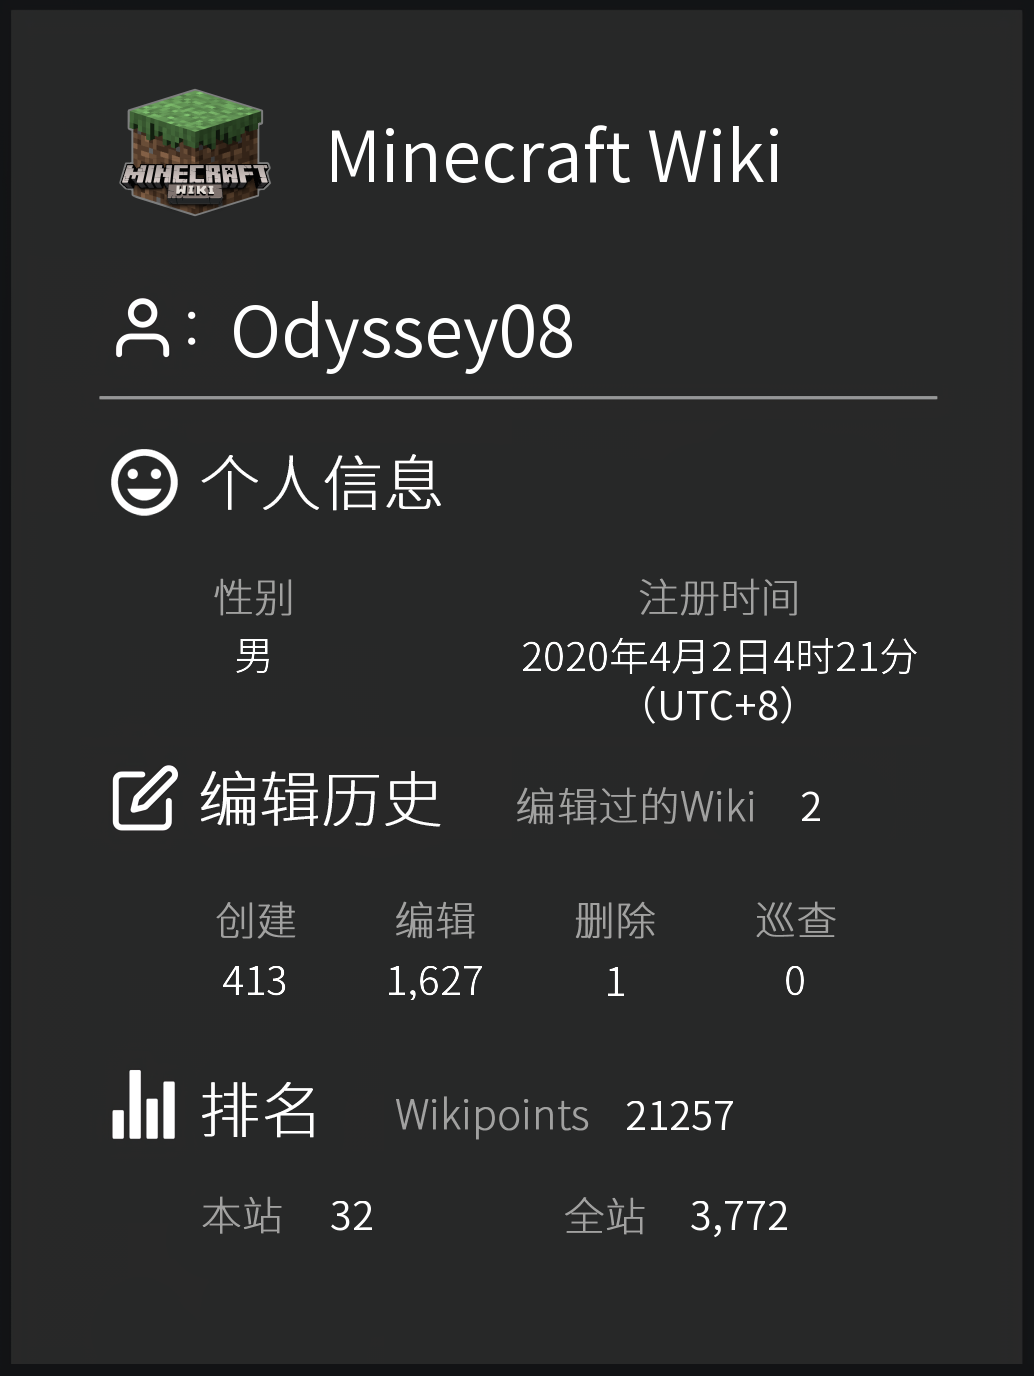 MINECRAFT
WIKI
Minecraft Wiki
: Odyssey08
个人信息
性别 注册时间
男 2020年4月2日4时21分
（UTC+8）
编辑历史 编辑过的Wiki 2
创建 编辑 删除 巡查
413 1,627 1 0
排名 Wikipoints 21257
本站 32 全站 3,772